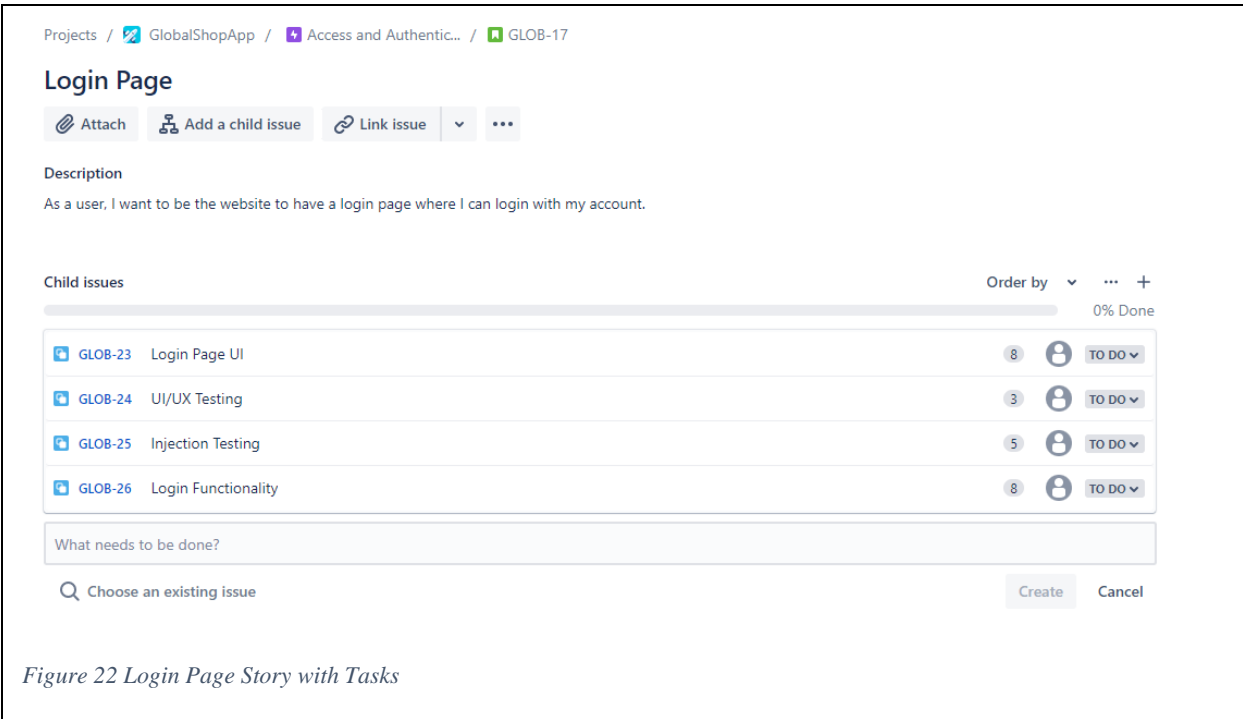 Projects / GlobalShopApp / Access and Authentic... / GLOB-17
Login Page
Attach Add a child issue Link issue
Description
As a user, I want to be the website to have a login page where I can login with my account.
Child issues Order by
0% Done
GLOB-23 Login Page UI 8 TO DO
GLOB-24 UI/UX Testing 3 TO DO
GLOB-25 Injection Testing 5 TO DO
GLOB-26 Login Functionality 8 TO DO
What needs to be done?
Choose an existing issue Create Cancel
Figure 22 Login Page Story with Tasks